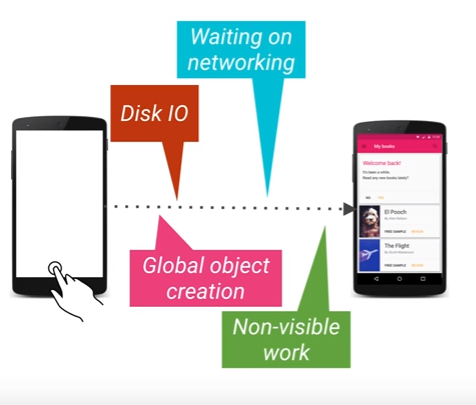 Waiting on
networking
Disk IO
Global object
creation
Non-visible
work
My books
Welcome back!
It's been a while.
Read any new books lately?
El Pooch
FREE SAMPLE
The Flight
FREE SAMPLE